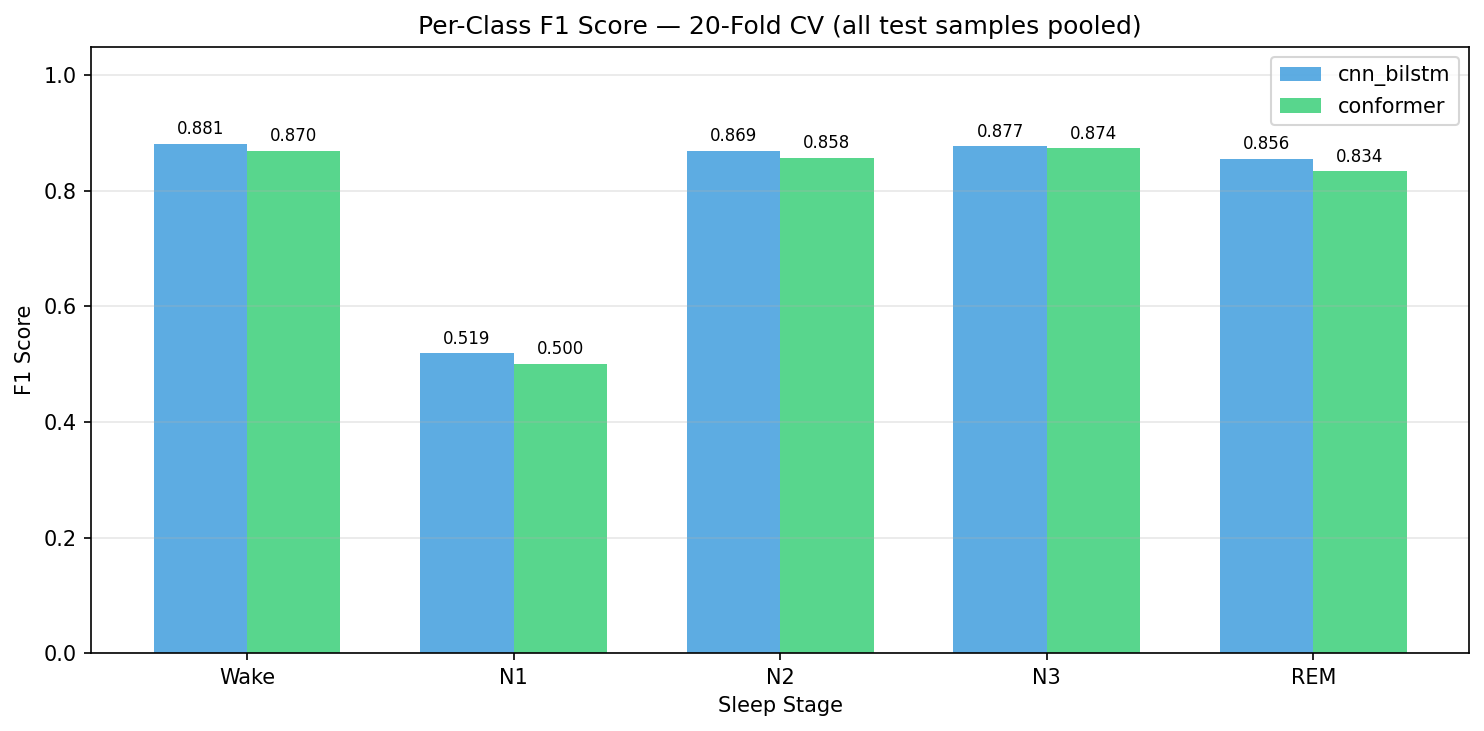 Per-Class F1 Score — 20-Fold CV (all test samples pooled)
cnn_bilstm
conformer
F1 Score
1.0
0.8
0.6
0.4
0.2
0.0
0.881
0.870
0.519
0.500
0.869
0.858
0.877
0.874
0.856
0.834
Wake
N1
N2
N3
REM
Sleep Stage